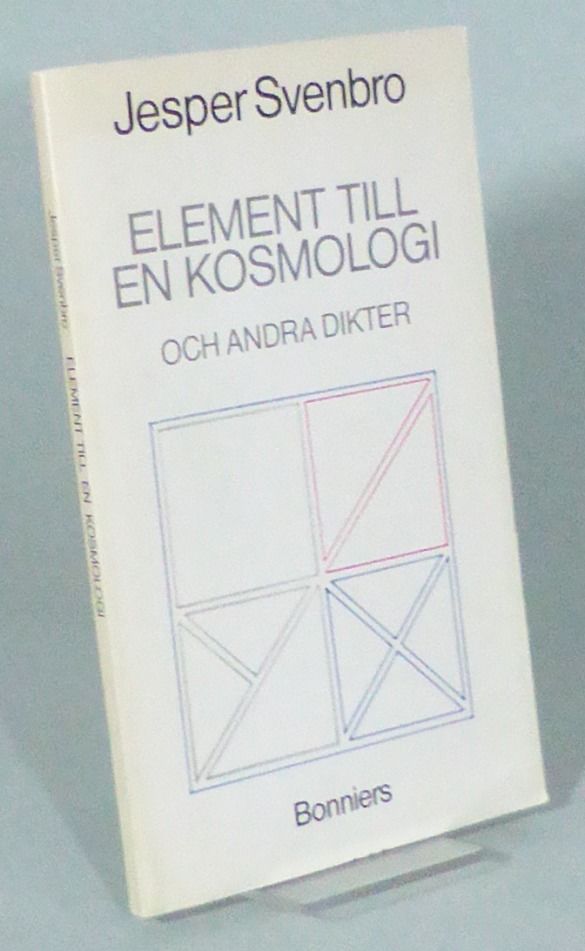 Jesper Svenbro
ELEMENT TILL
EN KOSMOLOGI
OCH ANDRA DIKTER
Bonniers
Jesper Svenbro ELEMENT TILL EN KOSMOLOGI